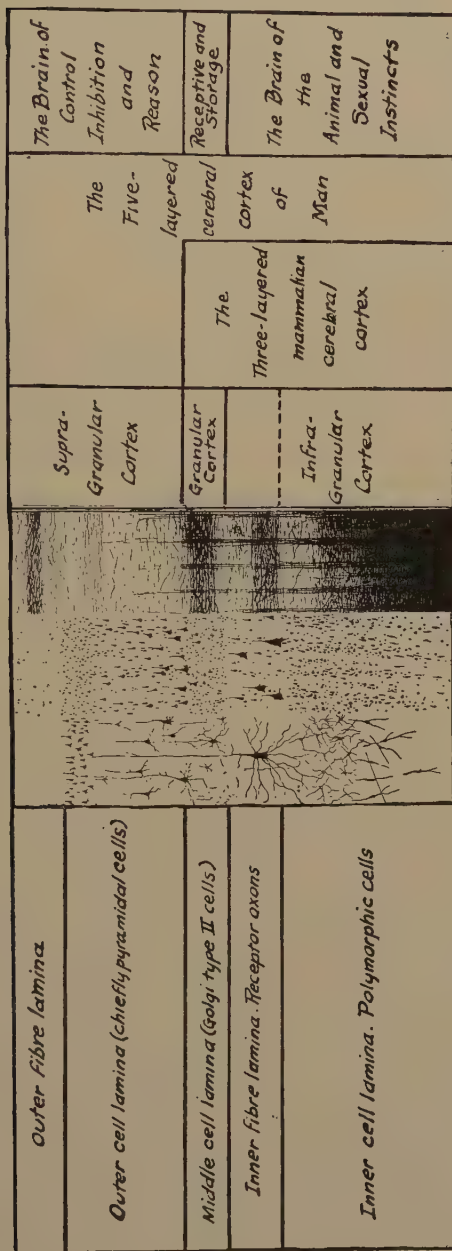 The Brain of
Control
Inhibition
and
Reason
Receptive and
Storage
The Brain of
the
Animal and
Sexual
Instincts
The
Five-
layered
cerebral
cortex
of
Man
The
Three-layered
mammalian
cerebral
cortex
Supra-
Granular
Cortex
Granular
Cortex
Infra-
Granular
Cortex
Outer fibre lamina
Outer cell lamina (chiefly pyramidal cells)
Middle cell lamina (Golgi type II cells)
Inner fibre lamina. Receptor axons
Inner cell lamina. Polymorphic cells